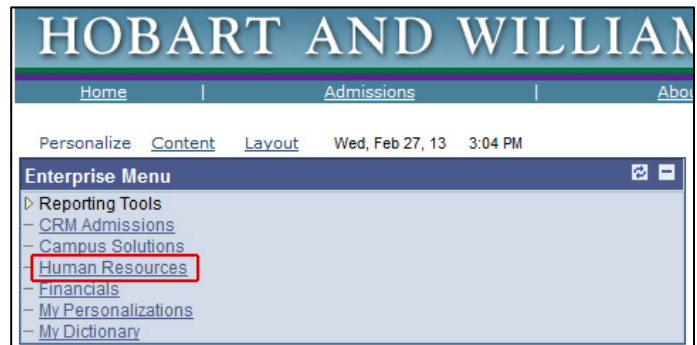 HOBART AND WILLIAM
Home | Admissions | Abou
Personalize Content Layout Wed, Feb 27, 13 3:04 PM
Enterprise Menu
Reporting Tools
CRM Admissions
Campus Solutions
Human Resources
Financials
My Personalizations
My Dictionary